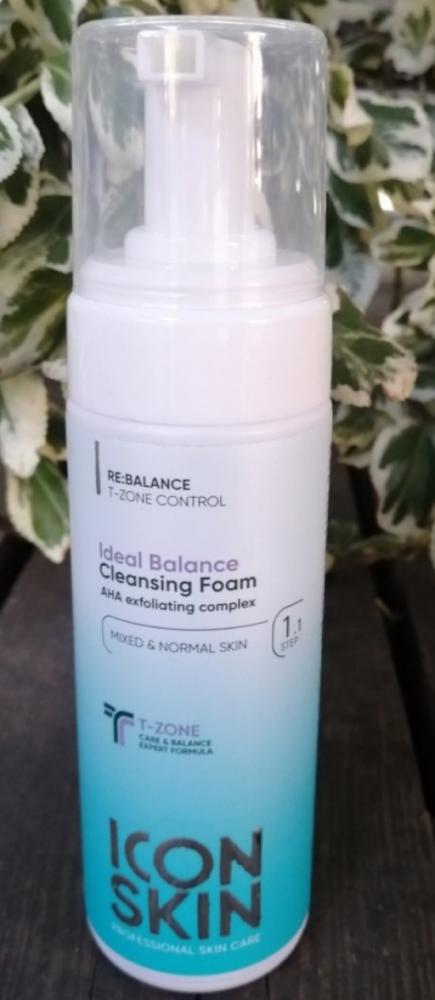 RE:BALANCE
T-ZONE CONTROL
Ideal Balance
Cleansing Foam
AHA exfoliating complex
MIXED & NORMAL SKIN
1.1
STEP
T-ZONE
CARE & BALANCE
EXPERT FORMULA
ICON
SKIN
PROFESSIONAL SKIN CARE